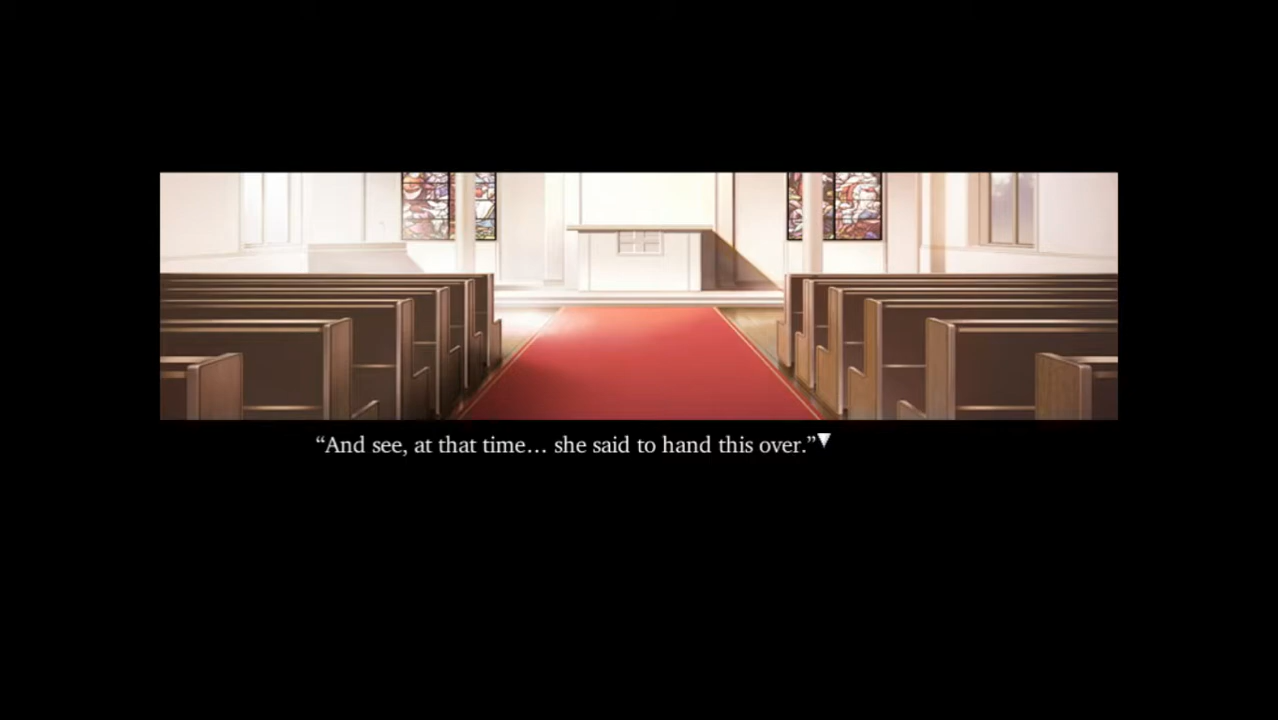 “And see, at that time… she said to hand this over.”